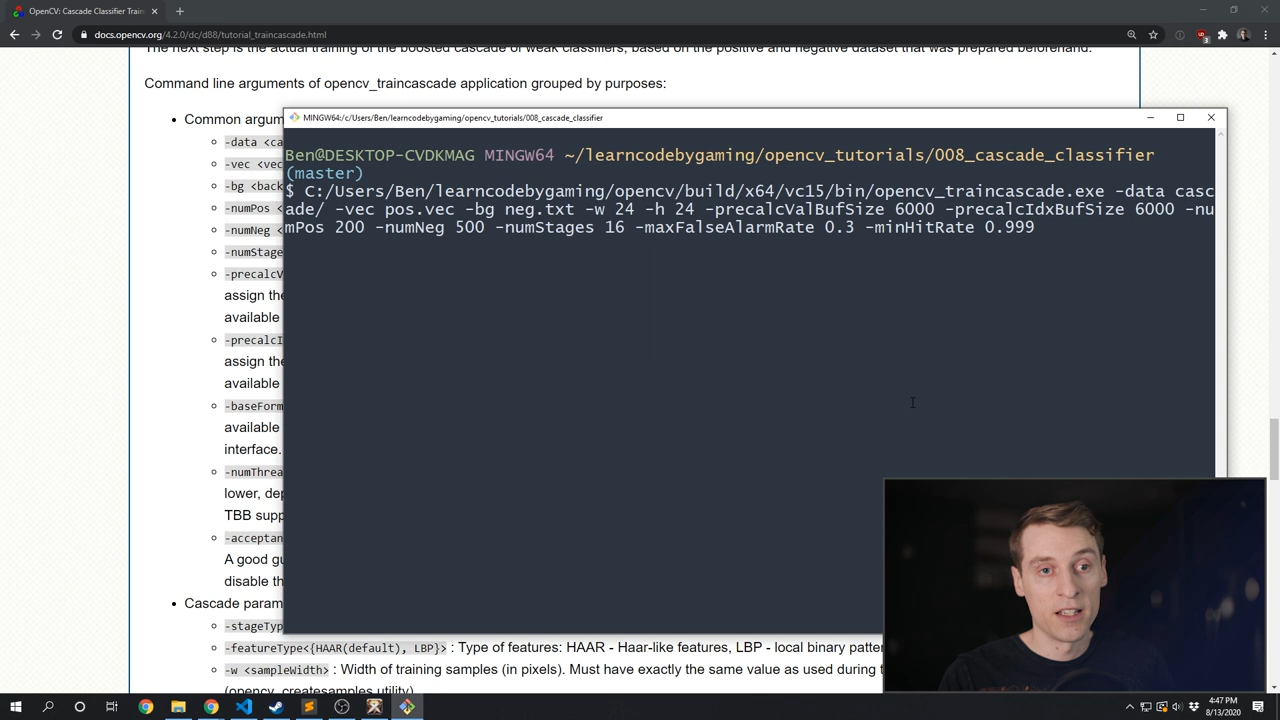 OpenCV: Cascade Classifier Train
docs.opencv.org/4.2.0/dc/d88/tutorial_traincascade.html
The next step is the actual training of the boosted cascade of weak classifiers, based on the positive and negative dataset that was prepared beforehand.
Command line arguments of opencv_traincascade application grouped by purposes:
Common argum
-data <ca
-vec <vec
-bg <back
-numPos <
-numNeg <
-numStage
-precalcV
assign the
available
-precalcI
assign the
available
-baseForm
available
interface.
-numThrea
lower, dep
TBB supp
-acceptan
A good gu
disable th
Cascade param
-stageTyp
-featureType<{HAAR(default), LBP}> : Type of features: HAAR - Haar-like features, LBP - local binary patter
-w <sampleWidth> : Width of training samples (in pixels). Must have exactly the same value as used during t
(opencv_createsamples utility)
MINGW64:/c/Users/Ben/learncodebygaming/opencv_tutorials/008_cascade_classifier
Ben@DESKTOP-CVDKMAG MINGW64 ~/learncodebygaming/opencv_tutorials/008_cascade_classifier
(master)
$ C:/Users/Ben/learncodebygaming/opencv/build/x64/vc15/bin/opencv_traincascade.exe -data casc
ade/ -vec pos.vec -bg neg.txt -w 24 -h 24 -precalcValBufSize 6000 -precalcIdxBufSize 6000 -nu
mPos 200 -numNeg 500 -numStages 16 -maxFalseAlarmRate 0.3 -minHitRate 0.999
4:47 PM
8/13/2020